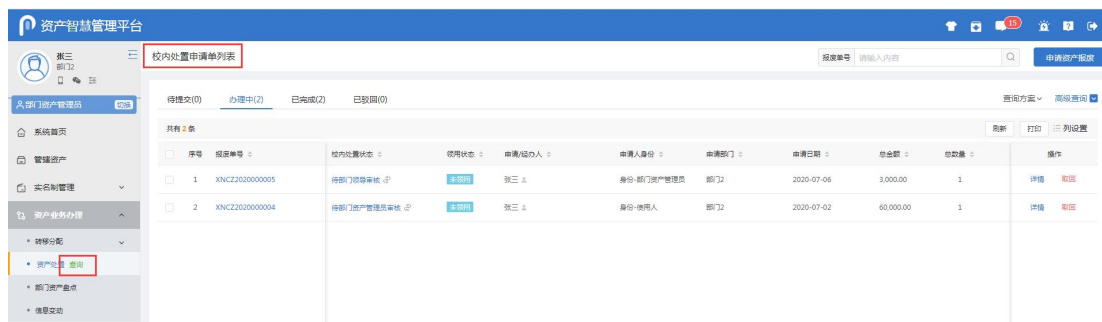 资产智慧管理平台
15
张三
部门2
部门资产管理员 切换
系统首页
管辖资产
实名制管理
资产业务办理
转移分配
资产处置 查询
部门资产盘点
信息变动
校内处置申请单列表
报废单号 请输入内容 申请资产报废
待提交(0) 办理中(2) 已完成(2) 已驳回(0) 查询方案 高级查询
共有 2 条 刷新 打印 列设置
序号 报废单号 校内处置状态 领用状态 申请/经办人 申请人身份 申请部门 申请日期 总金额 总数量 操作
1 XNCZ2020000005 待部门领导审核 未领用 张三 身份-部门资产管理员 部门2 2020-07-06 3,000.00 1 详情 取回
2 XNCZ2020000004 待部门资产管理员审核 未领用 张三 身份-使用人 部门2 2020-07-02 60,000.00 1 详情 取回